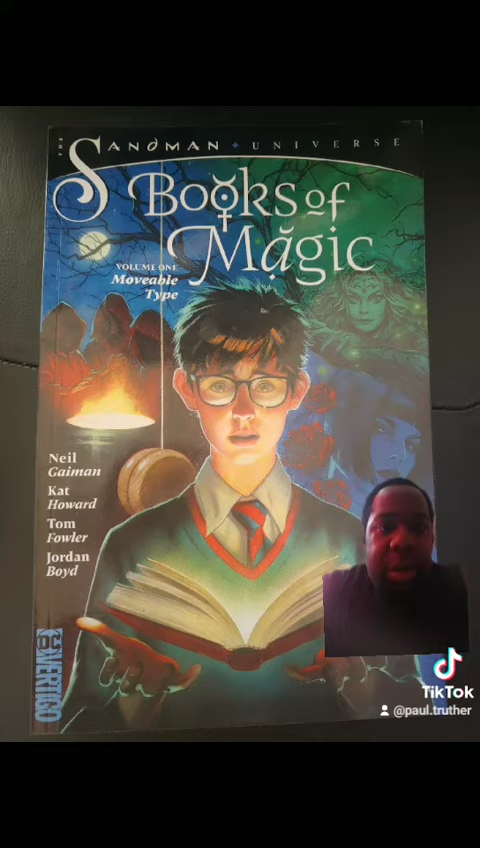 THE
SANDMAN UNIVERSE
Books of
Magic
VOLUME ONE
Moveable
Type
Neil
Gaiman
Kat
Howard
Tom
Fowler
Jordan
Boyd
DC
VERTIGO
TikTok
@paul.truther